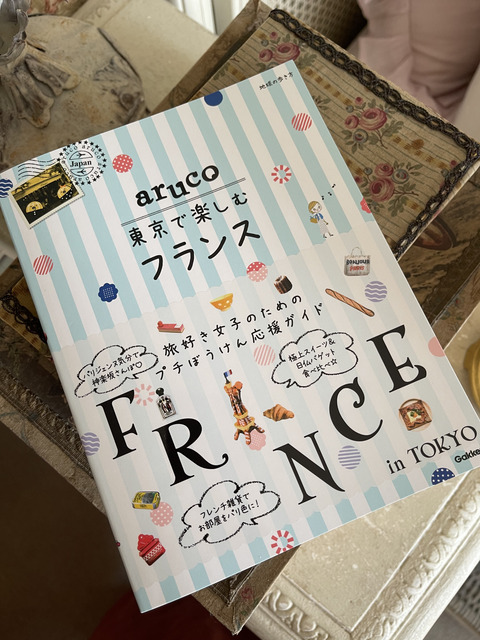 地球の歩き方
Japan
aruco
東京で楽しむ
フランス
旅好き女子のための
プチぼうけん応援ガイド
パリジェンヌ気分で
神楽坂さんぽ♡
極上スイーツ&
日仏バゲット
食べ比べ☆
FR NCE
in TOKYO
フレンチ雑貨で
お部屋をパリ色に!
Gakken